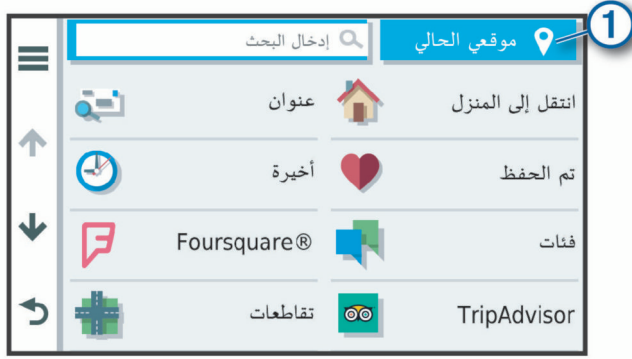 موقعي الحالي
إدخال البحث
1
انتقل إلى المنزل
عنوان
تم الحفظ
أخيرة
فئات
Foursquare®
TripAdvisor
تقاطعات